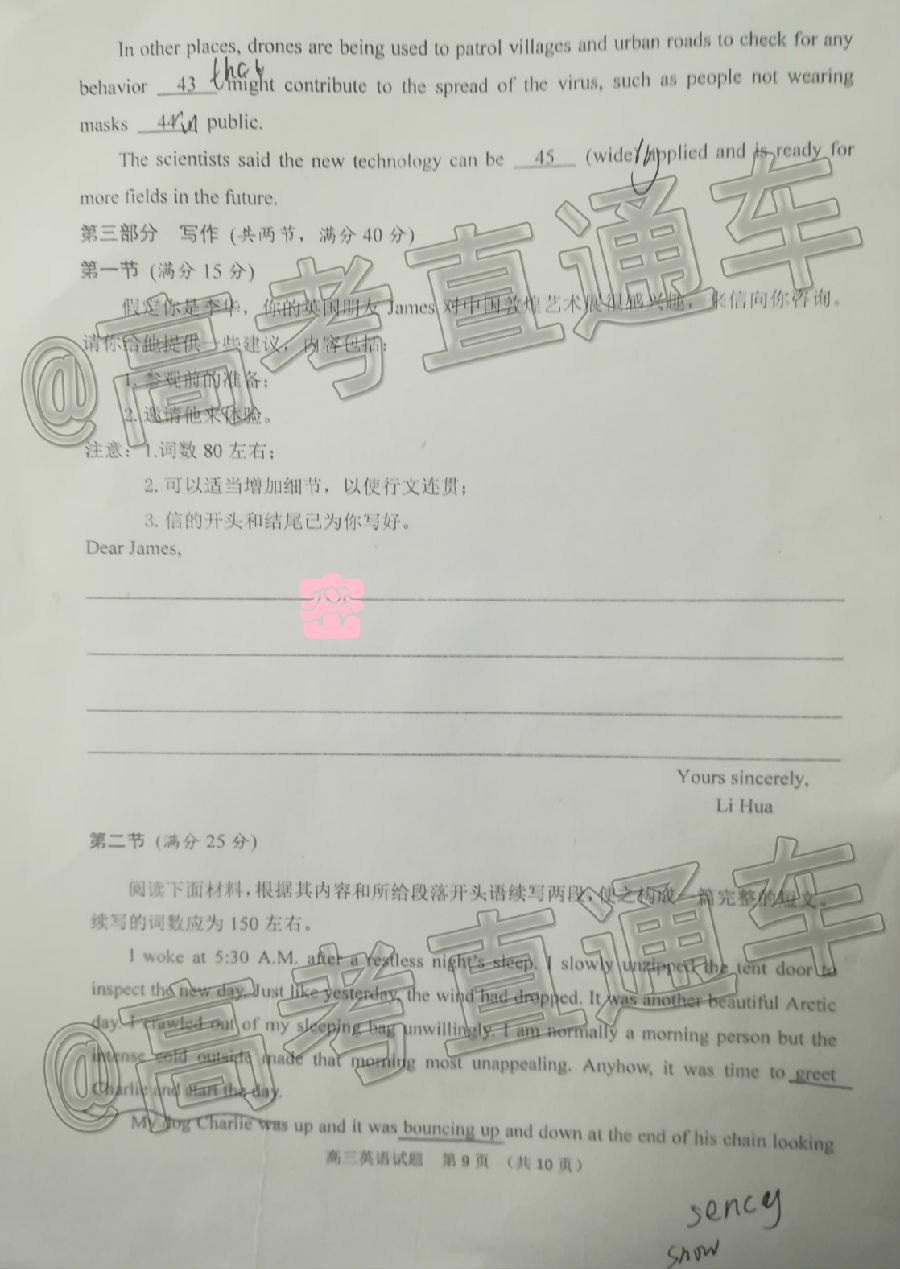 In other places, drones are being used to patrol villages and urban roads to check for any
behavior 43 that might contribute to the spread of the virus, such as people not wearing
masks 44 in public.
The scientists said the new technology can be 45 (wide) applied and is ready for
more fields in the future.
第三部分 写作 (共两节，满分 40 分)
第一节 (满分 15 分)
假定你是李华，你的英国朋友 James 对中国敦煌艺术展很感兴趣，来信向你咨询。
请你给他提供一些建议，内容包括：
1. 参观前的准备；
2. 邀请他来体验。
注意：1.词数 80 左右；
2. 可以适当增加细节，以使行文连贯；
3. 信的开头和结尾已为你写好。
Dear James,
密
Yours sincerely,
Li Hua
第二节 (满分 25 分)
阅读下面材料，根据其内容和所给段落开头语续写两段，使之构成一篇完整的短文。
续写的词数应为 150 左右。
I woke at 5:30 A.M. after a restless night's sleep. I slowly unzipped the tent door to
inspect the new day. Just like yesterday, the wind had dropped. It was another beautiful Arctic
day. I crawled out of my sleeping bag unwillingly. I am normally a morning person but the
intense cold outside made that morning most unappealing. Anyhow, it was time to greet
Charlie and start the day.
My dog Charlie was up and it was bouncing up and down at the end of his chain looking
高三英语试题 第 9 页 （共 10 页）
sency
snow
@高考直通车
@高考直通车